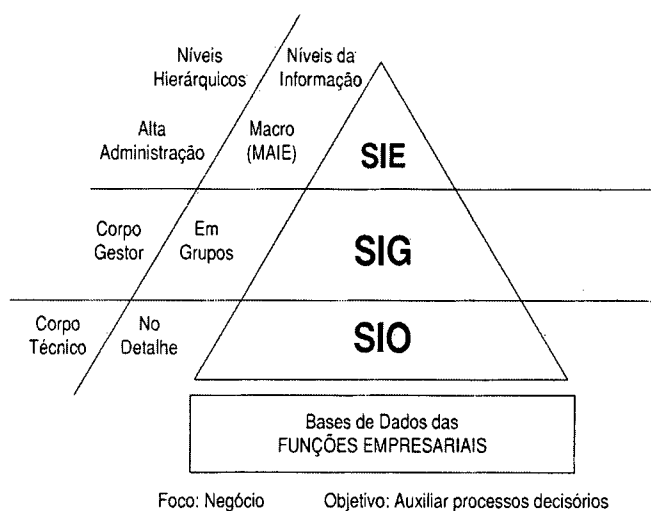 Níveis
Hierárquicos
Níveis da
Informação
Alta
Administração
Macro
(MAIE)
SIE
Corpo
Gestor
Em
Grupos
SIG
Corpo
Técnico
No
Detalhe
SIO
Bases de Dados das
FUNÇÕES EMPRESARIAIS
Foco: Negócio
Objetivo: Auxiliar processos decisórios